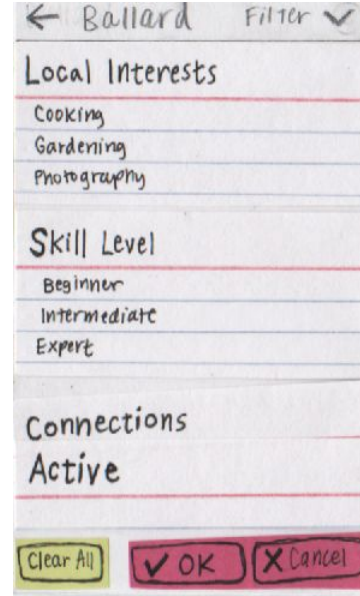 ← Ballard Filter ✓
Local Interests
Cooking
Gardening
Photography
Skill Level
Beginner
Intermediate
Expert
Connections
Active
Clear All ✓ OK X Cancel